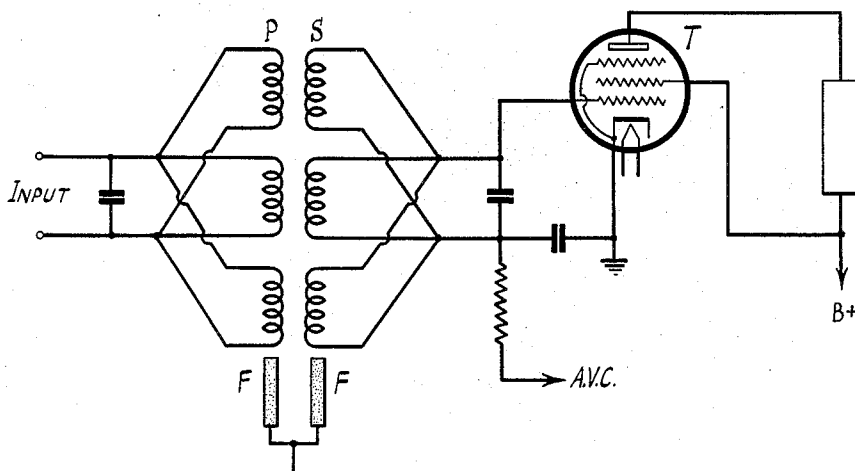 P S
T
INPUT
B+
F F
A.V.C.